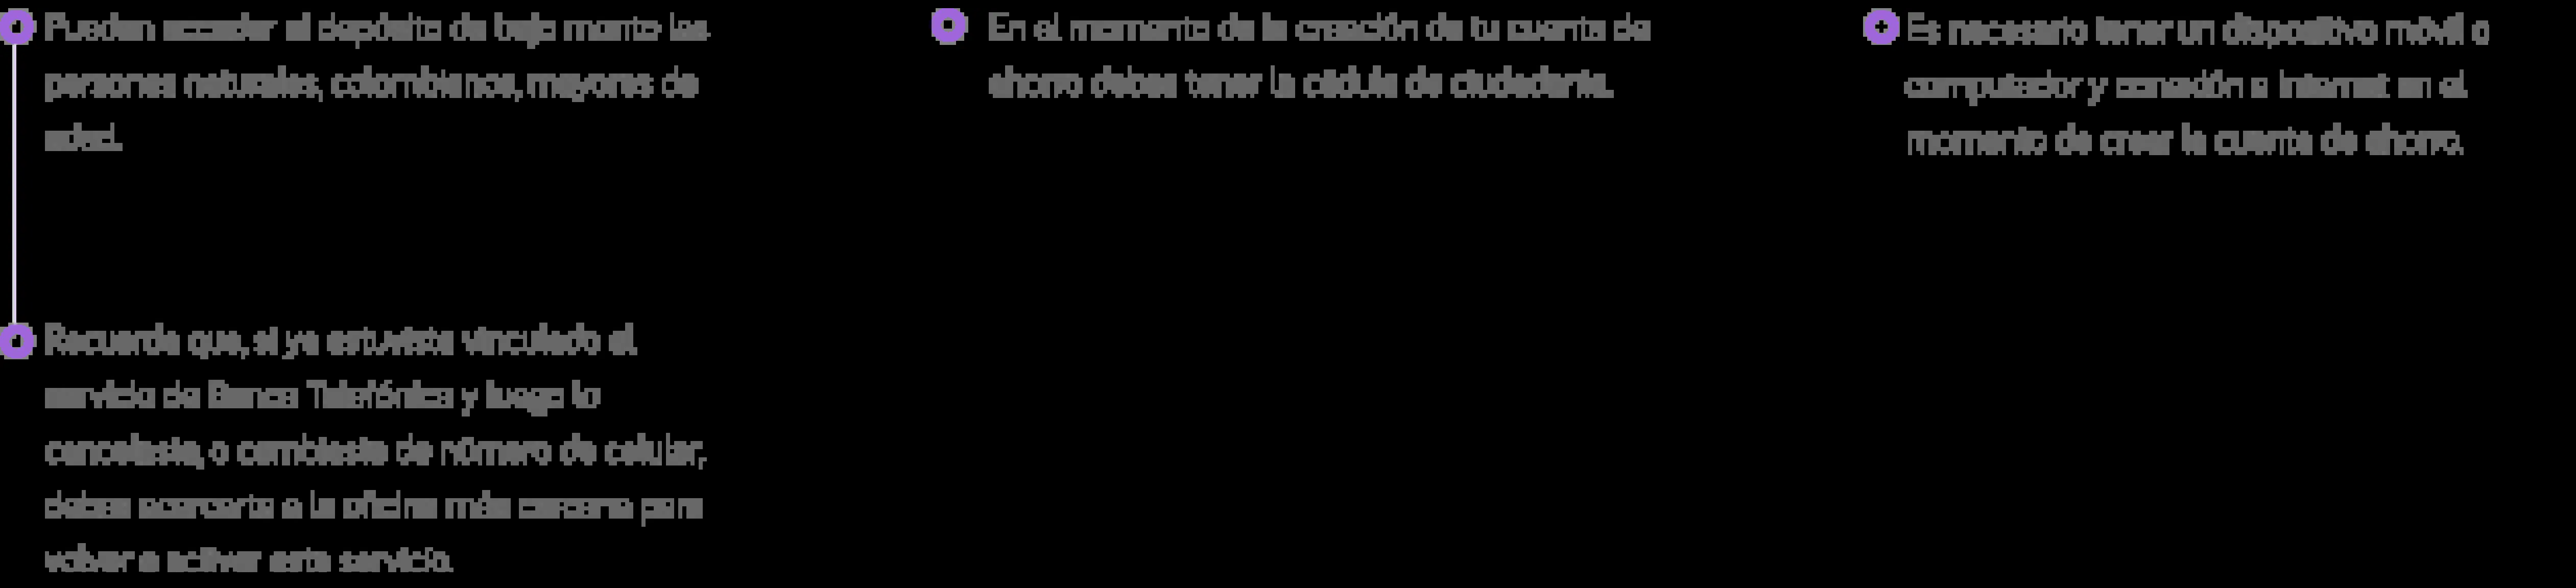 Pueden acceder al depósito de bajo monto las
personas naturales, colombianos, mayores de
edad.
En el momento de la creación de tu cuenta de
ahorro debes tener la cédula de ciudadanía.
Es necesario tener un dispositivo móvil o
computador y conexión a internet en el
momento de crear la cuenta de ahorro.
Recuerda que, si ya estuviste vinculado al
servicio de Banca Telefónica y luego lo
cancelaste, o cambiaste de número de celular,
debes acercarte a la oficina más cercana para
volver a activar este servicio.